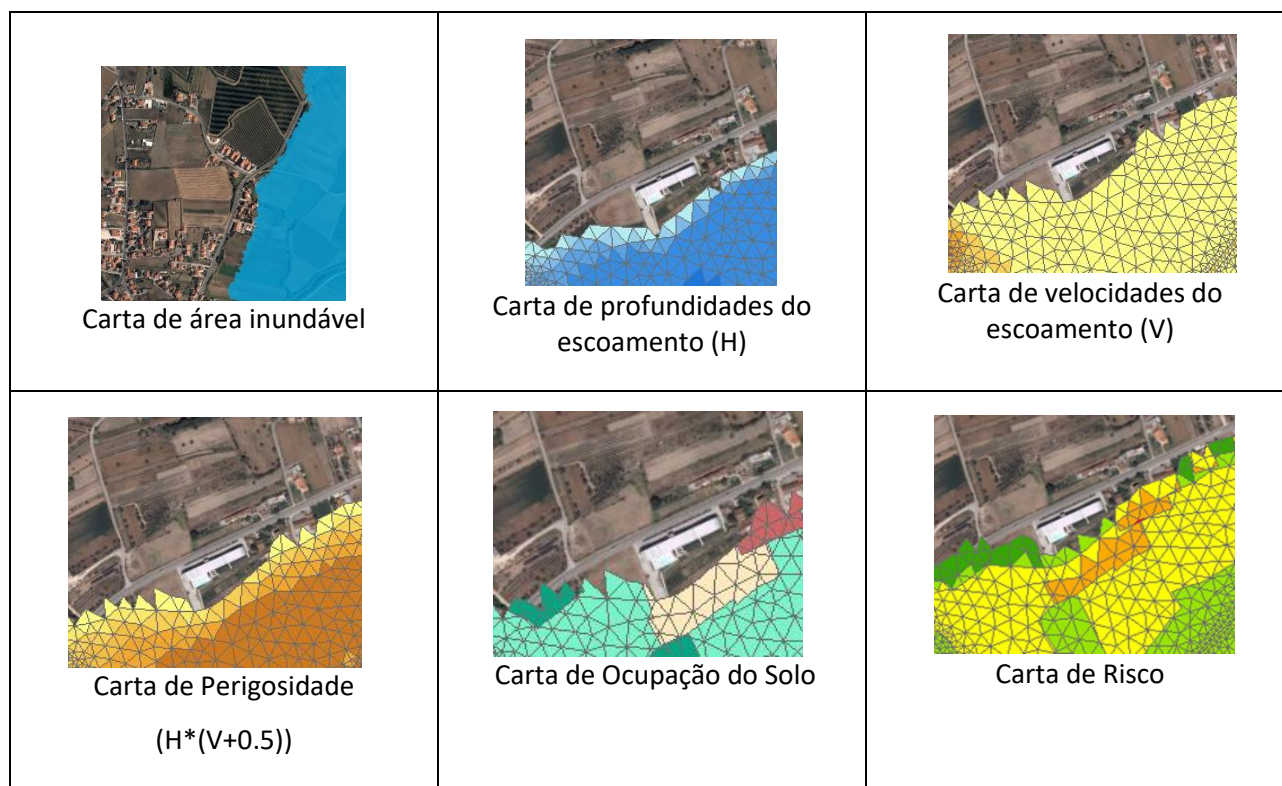 Carta de área inundável
Carta de profundidades do
escoamento (H)
Carta de velocidades do
escoamento (V)
Carta de Perigosidade
(H*(V+0.5))
Carta de Ocupação do Solo
Carta de Risco